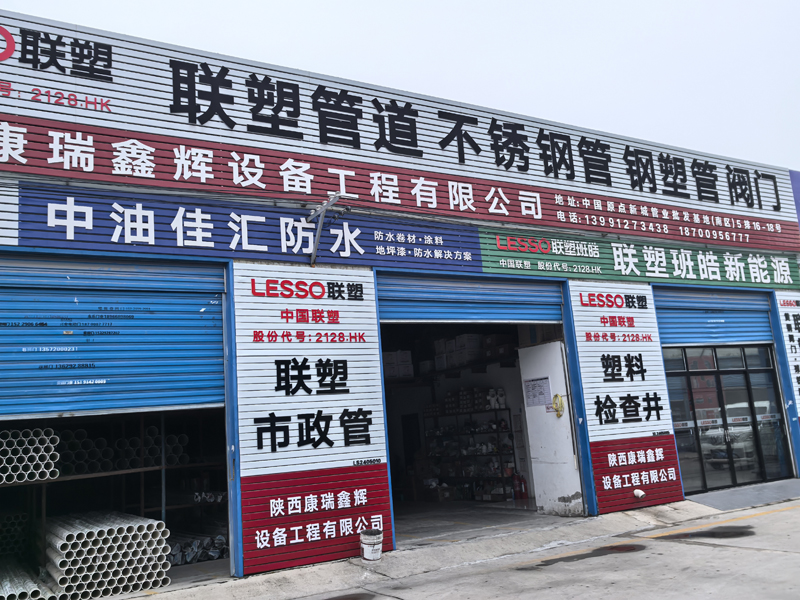 联塑
号: 2128.HK
联塑管道 不锈钢管 钢塑管 阀门
康瑞鑫辉设备工程有限公司
地址:中国原点新城管业批发基地(南区)5排16-18号
电话:13991273438 18700956777
中油佳汇防水
防水卷材·涂料
地坪漆·防水解决方案
LESSO联塑班皓
中国联塑 股份代号:2128.HK
联塑班皓新能源
LESSO联塑
中国联塑
股份代号:2128.HK
联塑
市政管
LS2405010
陕西康瑞鑫辉
设备工程有限公司
LESSO联塑
中国联塑
股份代号:2128.HK
塑料
检查井
陕西康瑞鑫辉
设备工程有限公司